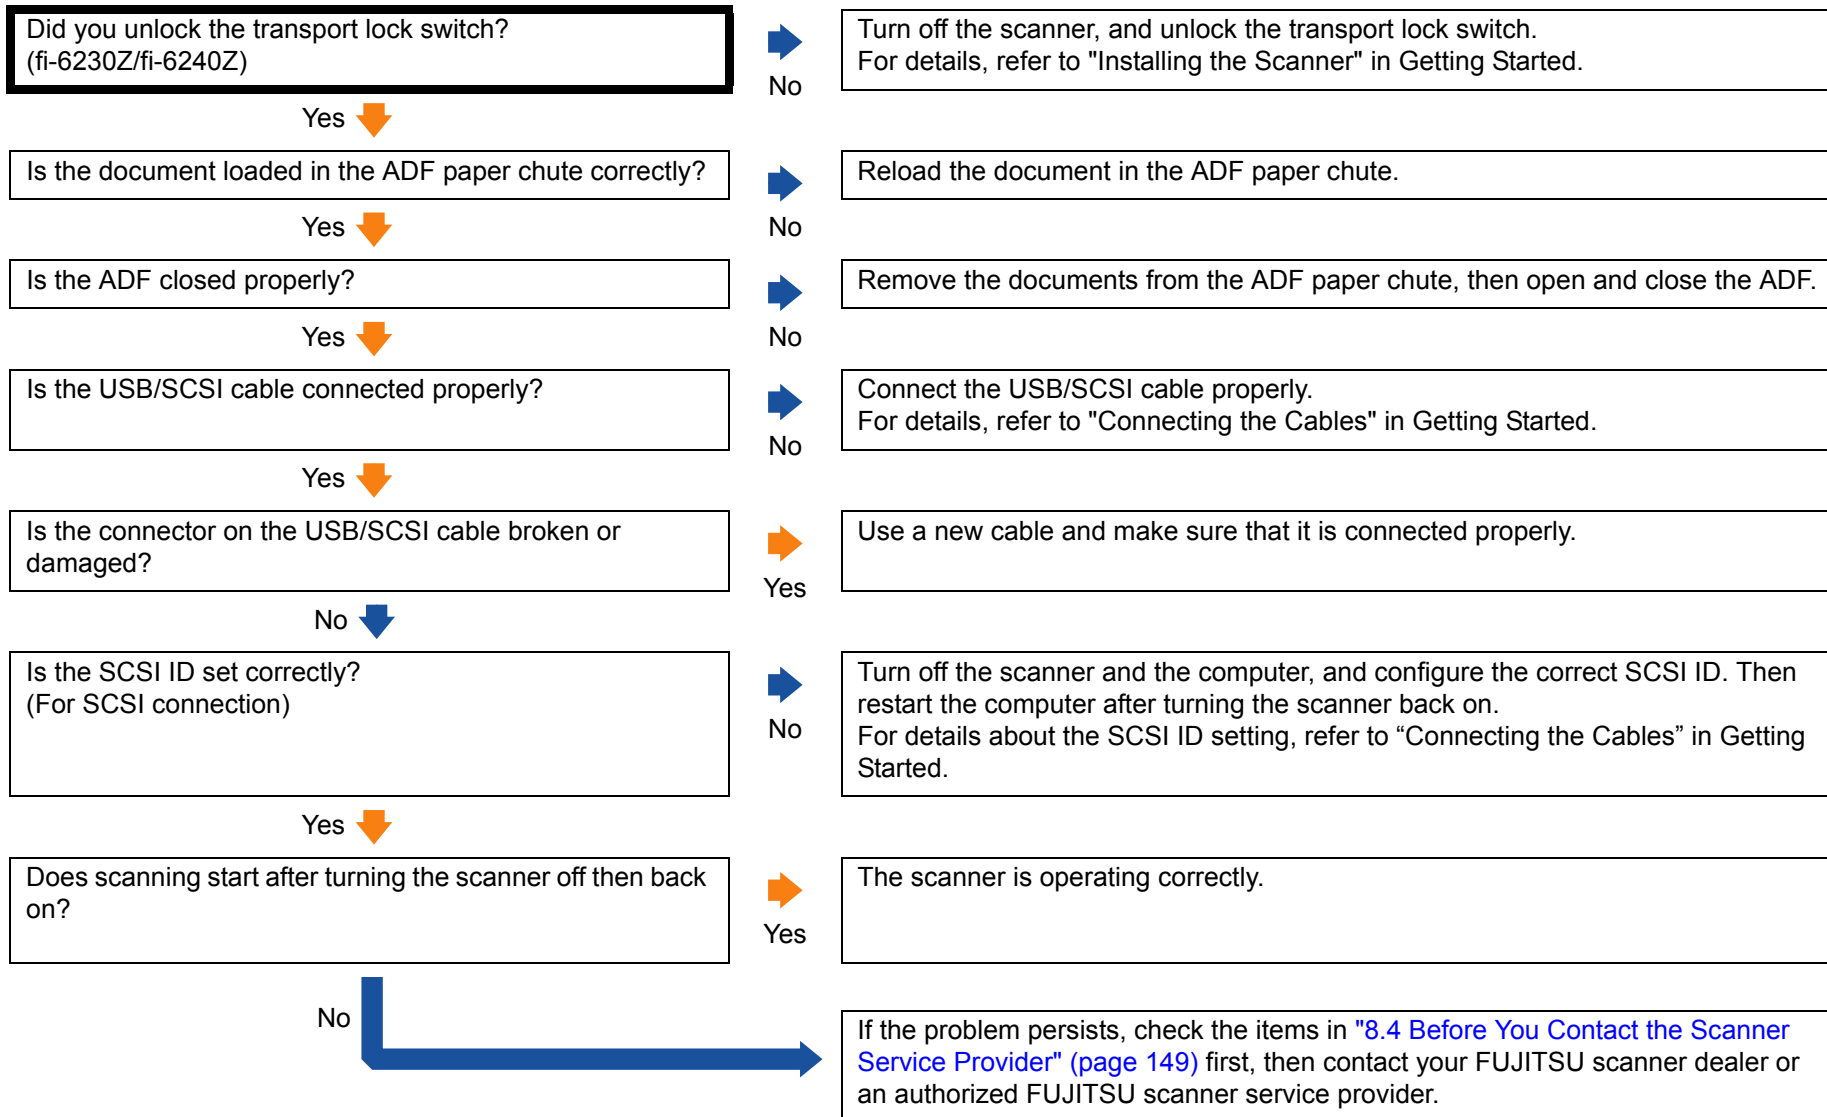 Did you unlock the transport lock switch?
(fi-6230Z/fi-6240Z)
No
Turn off the scanner, and unlock the transport lock switch.
For details, refer to "Installing the Scanner" in Getting Started.
Yes
Is the document loaded in the ADF paper chute correctly?
No
Reload the document in the ADF paper chute.
Yes
Is the ADF closed properly?
No
Remove the documents from the ADF paper chute, then open and close the ADF.
Yes
Is the USB/SCSI cable connected properly?
No
Connect the USB/SCSI cable properly.
For details, refer to "Connecting the Cables" in Getting Started.
Yes
Is the connector on the USB/SCSI cable broken or
damaged?
Yes
Use a new cable and make sure that it is connected properly.
No
Is the SCSI ID set correctly?
(For SCSI connection)
No
Turn off the scanner and the computer, and configure the correct SCSI ID. Then
restart the computer after turning the scanner back on.
For details about the SCSI ID setting, refer to “Connecting the Cables” in Getting
Started.
Yes
Does scanning start after turning the scanner off then back
on?
Yes
The scanner is operating correctly.
No
If the problem persists, check the items in "8.4 Before You Contact the Scanner
Service Provider" (page 149) first, then contact your FUJITSU scanner dealer or
an authorized FUJITSU scanner service provider.